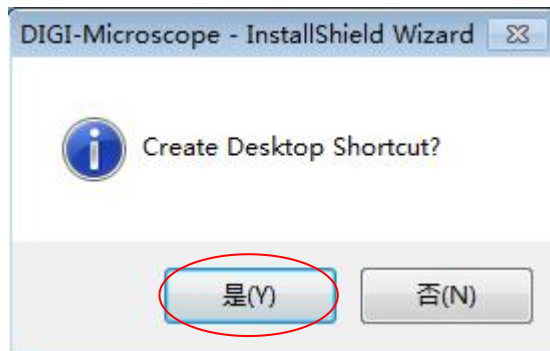 DIGI-Microscope - InstallShield Wizard
Create Desktop Shortcut?
是(Y) 否(N)